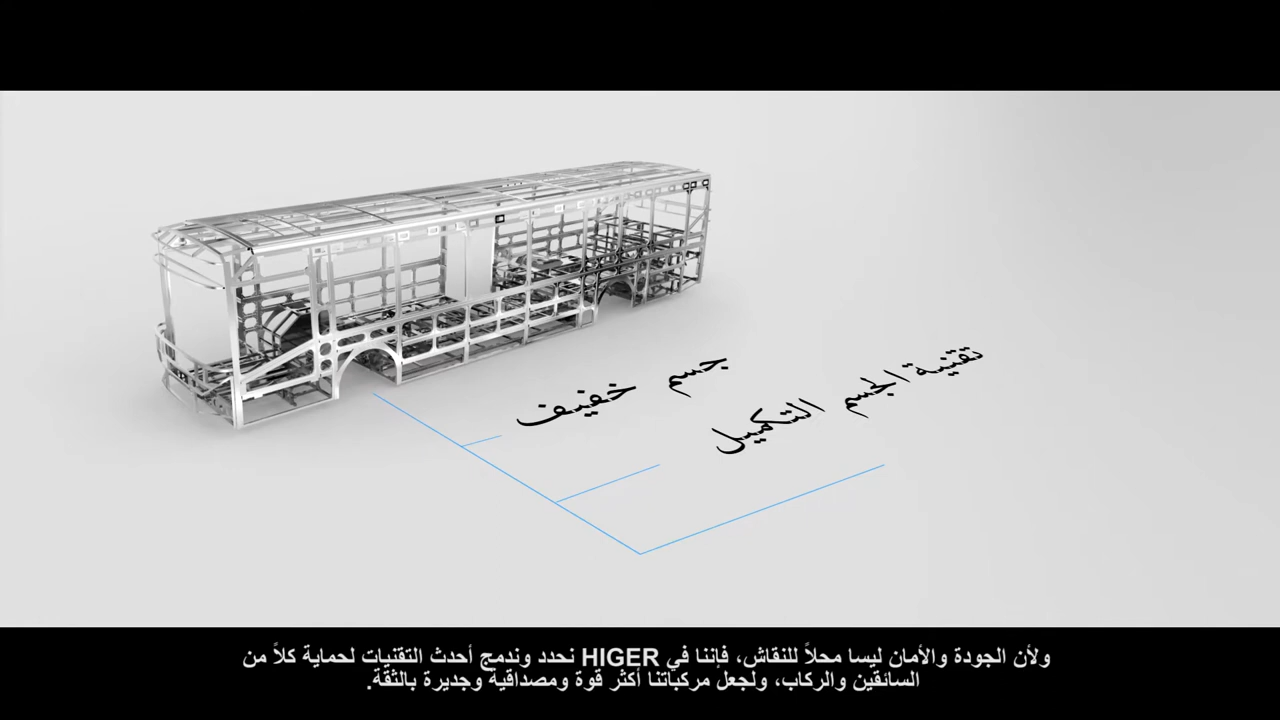 جسم خفيف
تقنية الجسم التكميل
ولأن الجودة والأمان ليسا محلاً للنقاش، فإننا في HIGER نحدد وندمج أحدث التقنيات لحماية كلاً من
السائقين والركاب، ولجعل مركباتنا أكثر قوة ومصداقية وجديرة بالثقة.